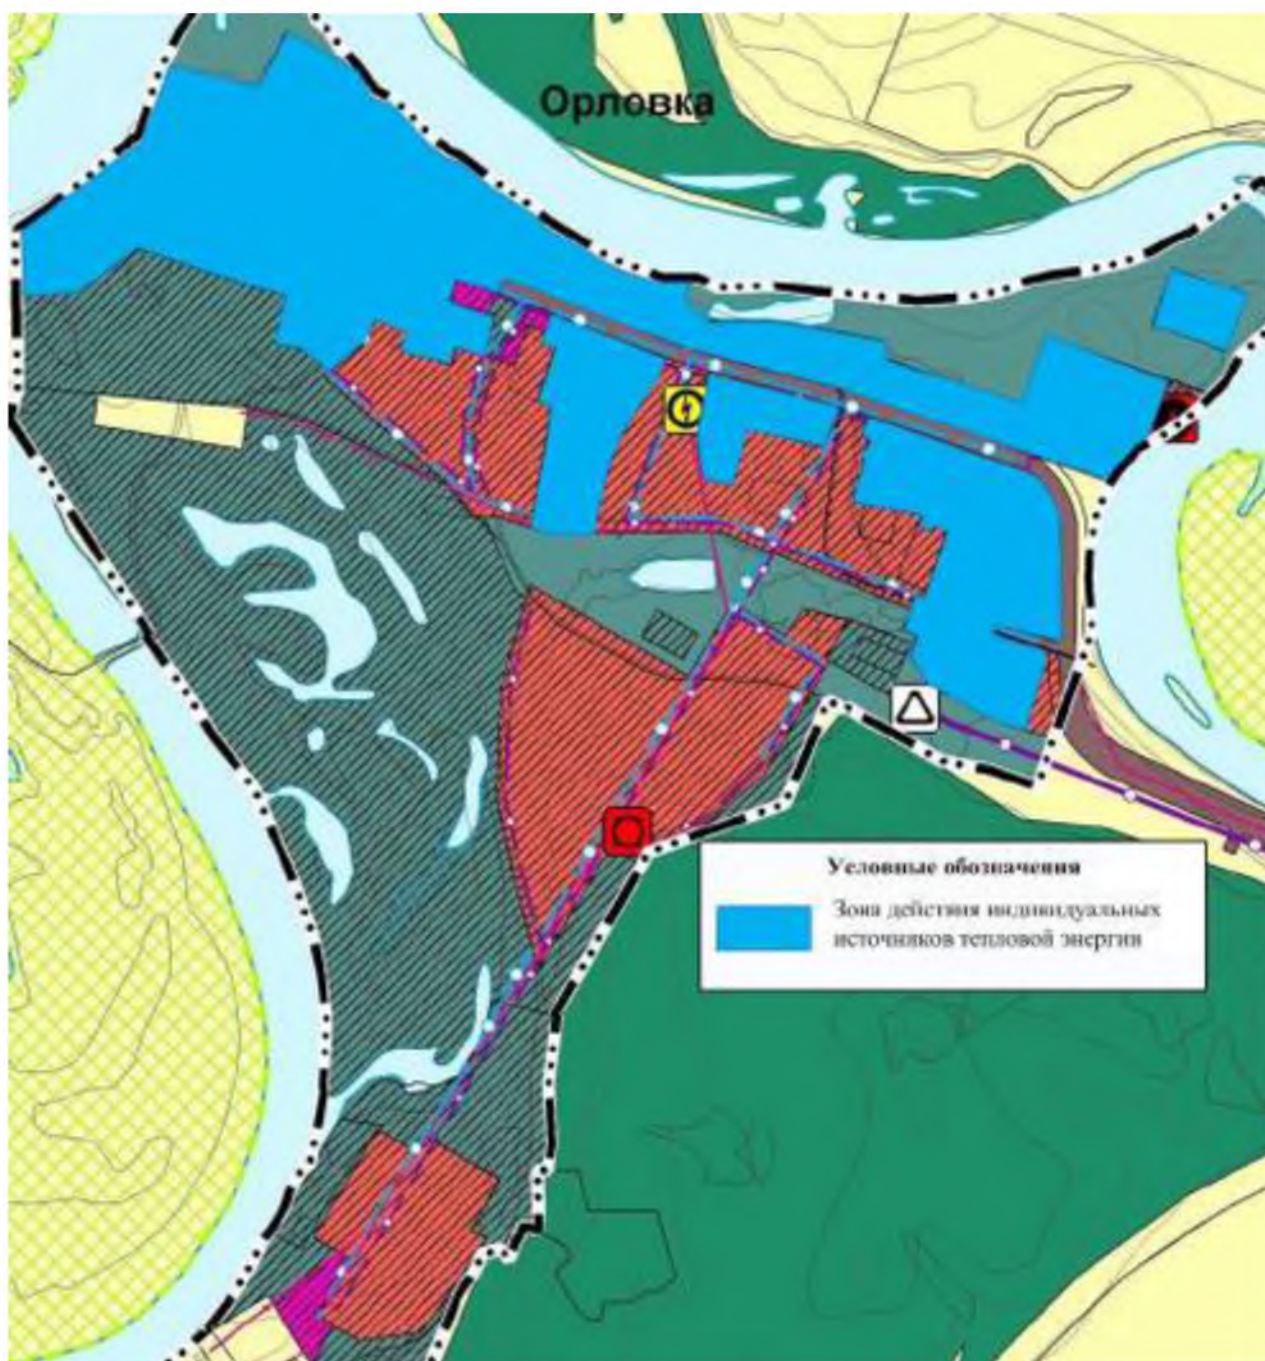 Орловка
Условные обозначения
Зона действия индивидуальных
источников тепловой энергии